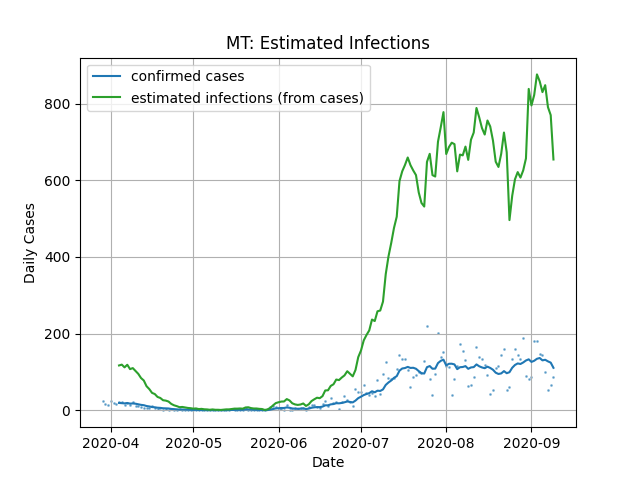 MT: Estimated Infections
confirmed cases
estimated infections (from cases)
Daily Cases
800
600
400
200
0
2020-04 2020-05 2020-06 2020-07 2020-08 2020-09
Date